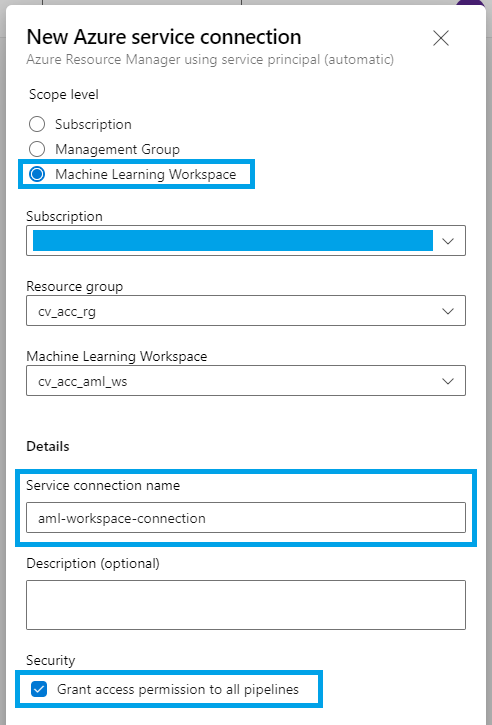 New Azure service connection
Azure Resource Manager using service principal (automatic)
Scope level
Subscription
Management Group
Machine Learning Workspace
Subscription
Resource group
cv_acc_rg
Machine Learning Workspace
cv_acc_aml_ws
Details
Service connection name
aml-workspace-connection
Description (optional)
Security
Grant access permission to all pipelines